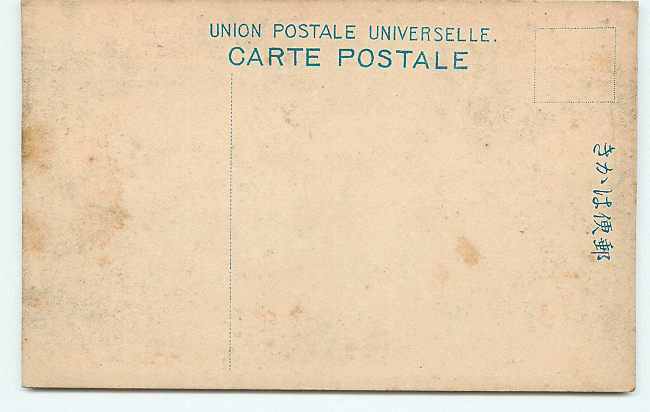 UNION POSTALE UNIVERSELLE.
CARTE POSTALE
郵便はかき